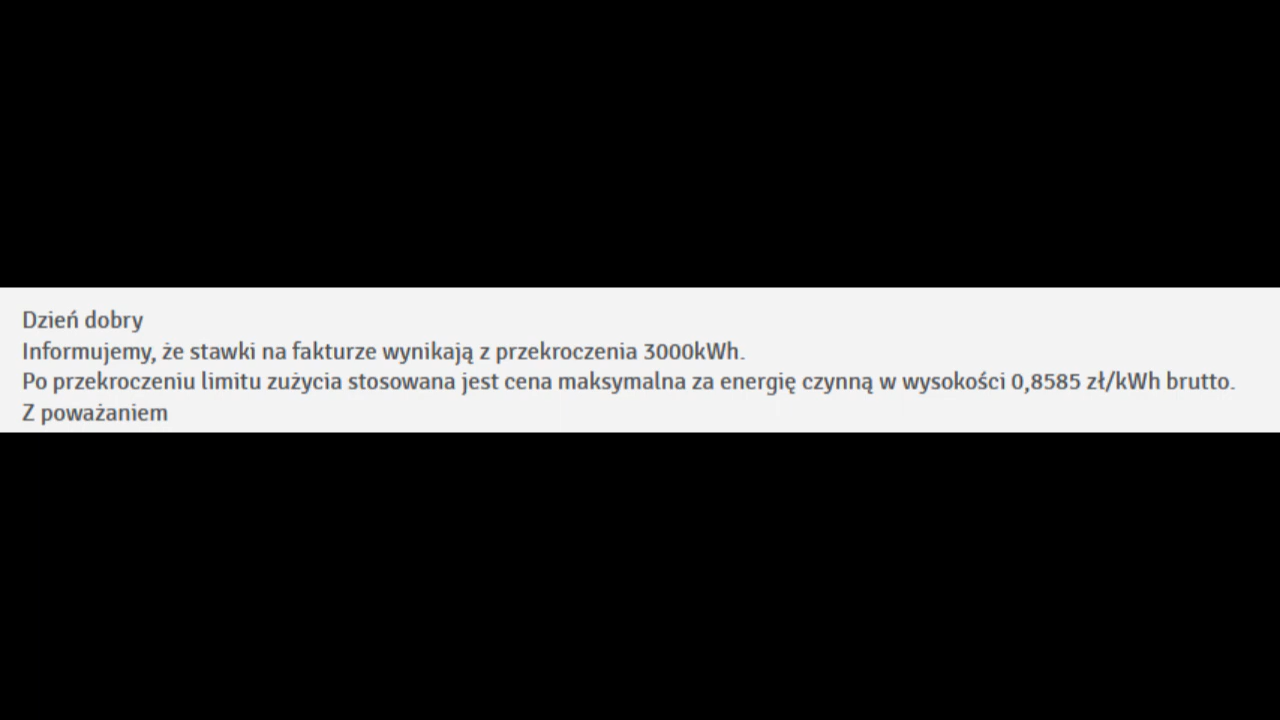 Dzień dobry
Informujemy, że stawki na fakturze wynikają z przekroczenia 3000kWh.
Po przekroczeniu limitu zużycia stosowana jest cena maksymalna za energię czynną w wysokości 0,8585 zł/kWh brutto.
Z poważaniem